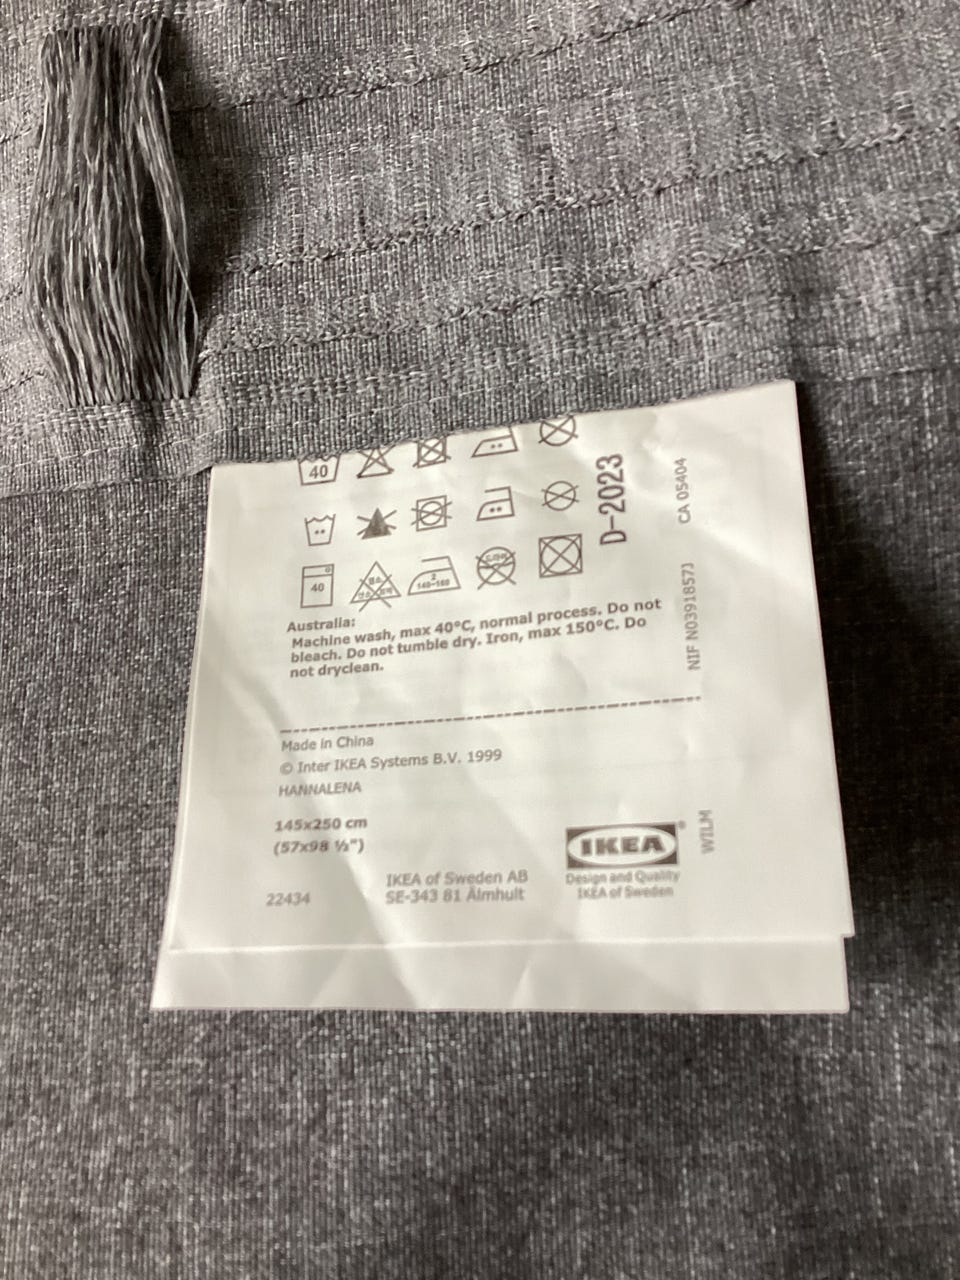 40
D-2023
CA 05404
NIF N0391857J
40
2
140-160
Australia:
Machine wash, max 40°C, normal process. Do not
bleach. Do not tumble dry. Iron, max 150°C. Do
not dryclean.
Made in China
© Inter IKEA Systems B.V. 1999
HANNALENA
145x250 cm
(57x98 ½")
22434
IKEA of Sweden AB
SE-343 81 Älmhult
IKEA®
Design and Quality
IKEA of Sweden
WILM